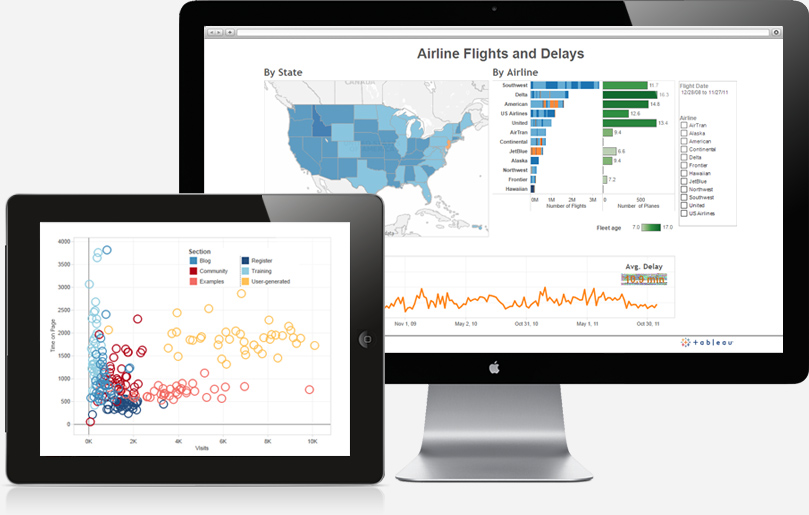 Airline Flights and Delays
By State
By Airline
CANADA
Southwest
Delta
American
US Airlines
United
AirTran
Continental
JetBlue
Alaska
Northwest
Frontier
Hawaiian
11.7
16.3
14.8
12.6
13.4
9.4
6.6
8.4
7.2
0M 1M 2M 3M
Number of Flights
0 500
Number of Planes
Fleet age 7.0 17.0
Flight Date
12/29/08 to 11/27/11
Airline
AirTran
Alaska
American
Continental
Delta
Frontier
Hawaiian
JetBlue
Northwest
Southwest
United
US Airlines
Avg. Delay
10.9 min
Nov 1, 09 May 2, 10 Oct 31, 10 May 1, 11 Oct 30, 11
+ableau
Section
Blog
Community
Examples
Register
Training
User-generated
Time on Page
4000
3500
3000
2500
2000
1500
1000
500
0
0K 2K 4K 6K 8K 10K
Visits